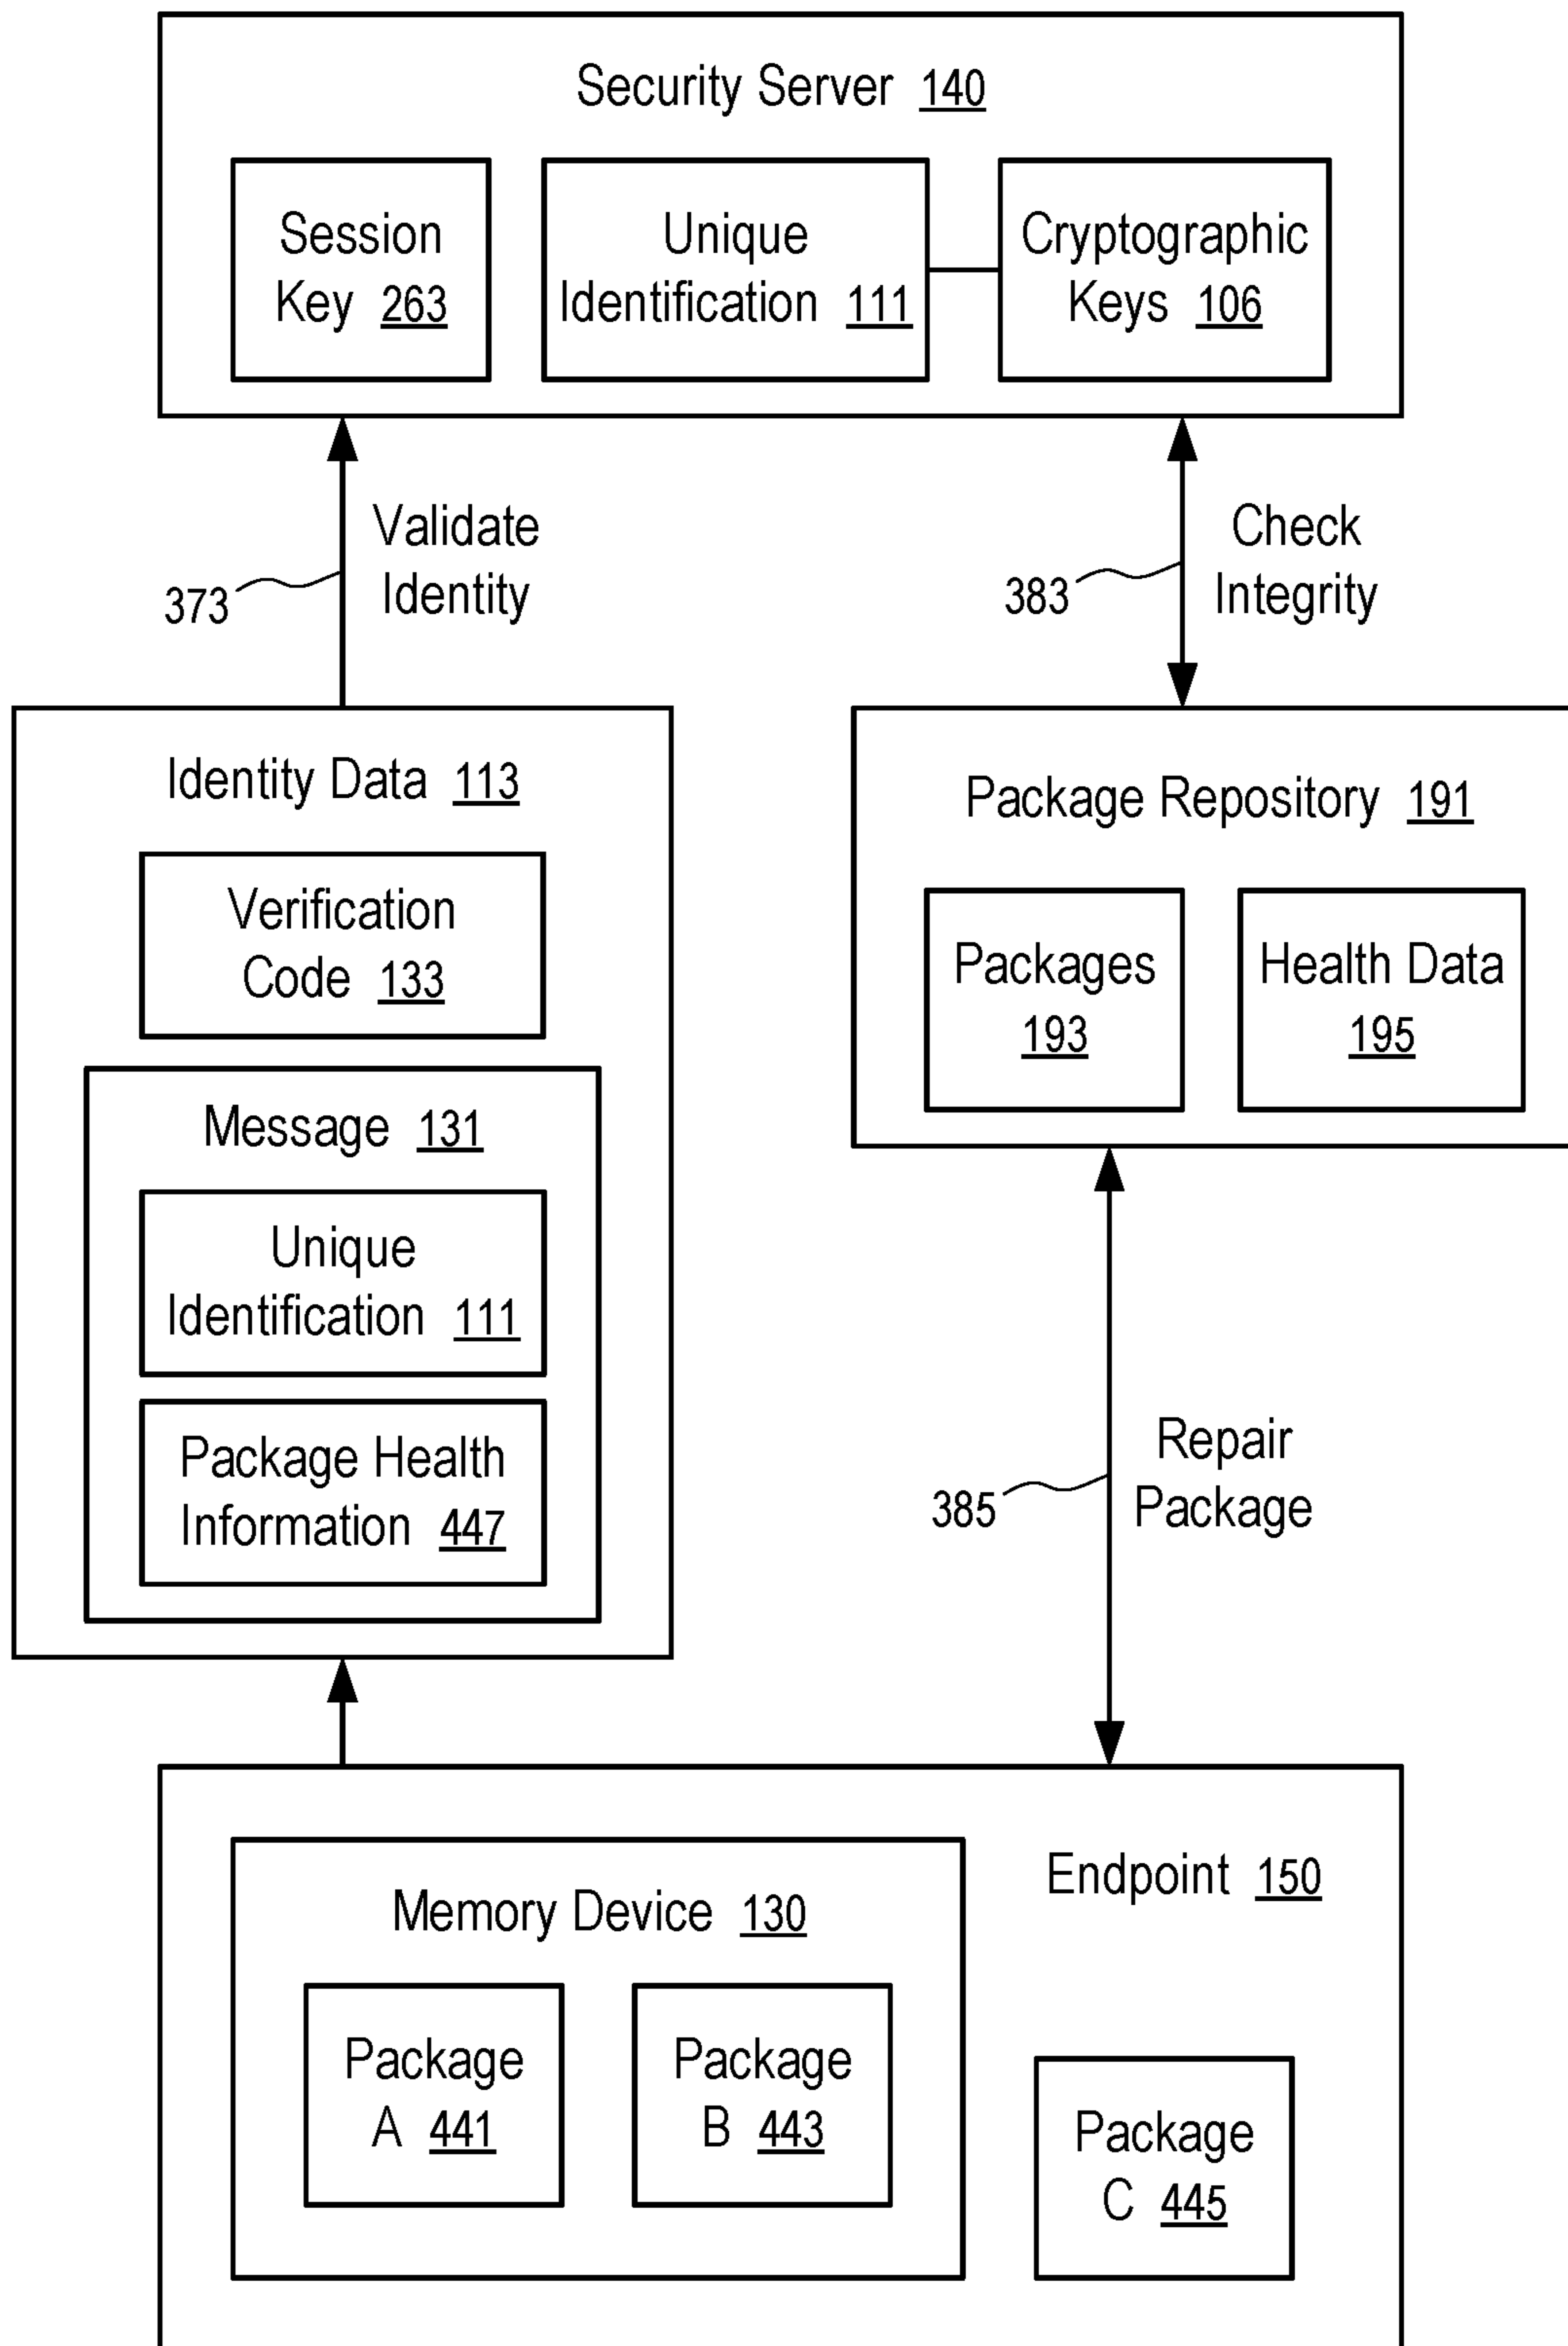 Security Server 140
Session
Key 263
Unique
Identification 111
Cryptographic
Keys 106
Validate
Identity
373
Check
Integrity
383
Identity Data 113
Verification
Code 133
Message 131
Unique
Identification 111
Package Health
Information 447
Package Repository 191
Packages
193
Health Data
195
Repair
Package
385
Endpoint 150
Memory Device 130
Package
A 441
Package
B 443
Package
C 445